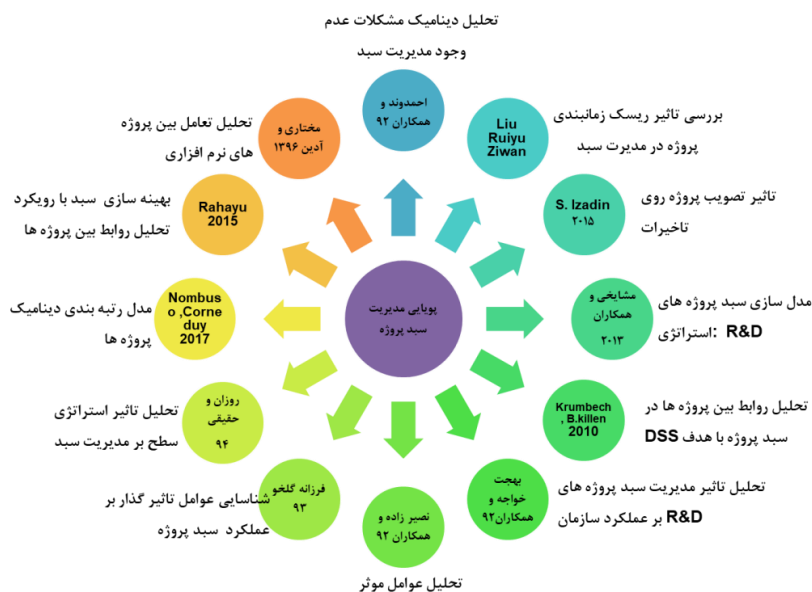 تحلیل دینامیک مشکلات عدم
وجود مدیریت سبد
احمدوند و
همکاران ۹۲
بررسی تاثیر ریسک زمانبندی
پروژه در مدیرت سبد
Liu
Ruiyu
Ziwan
تاثیر تصویب پروژه روی
تاخیرات
S. Izadin
۲۰۱۵
مدل سازی سبد پروژه های
R&D :استراتژی
مشایخی و
همکاران
۲۰۱۳
تحلیل روابط بین پروژه ها در
سبد پروژه با هدف DSS
Krumbech
, B.killen
2010
تحلیل تاثیر مدیریت سبد پروژه های
R&D بر عملکرد سازمان
بهجت
خواجه و
همکاران۹۲
نصیر زاده و
همکاران ۹۲
تحلیل عوامل موثر
فرزانه گلخو
۹۳
شناسایی عوامل تاثیر گذار بر
عملکرد سبد پروژه
روزان و
حقیقی
۹۴
تحلیل تاثیر استراتژی
سطح بر مدیریت سبد
Nombus
o ,Corne
duy
2017
مدل رتبه بندی دینامیک
پروژه ها
Rahayu
2015
بهینه سازی سبد با رویکرد
تحلیل روابط بین پروژه ها
مختاری و
آدین ۱۳۹۶
تحلیل تعامل بین پروژه
های نرم افزاری
پویایی مدیریت
سبد پروژه